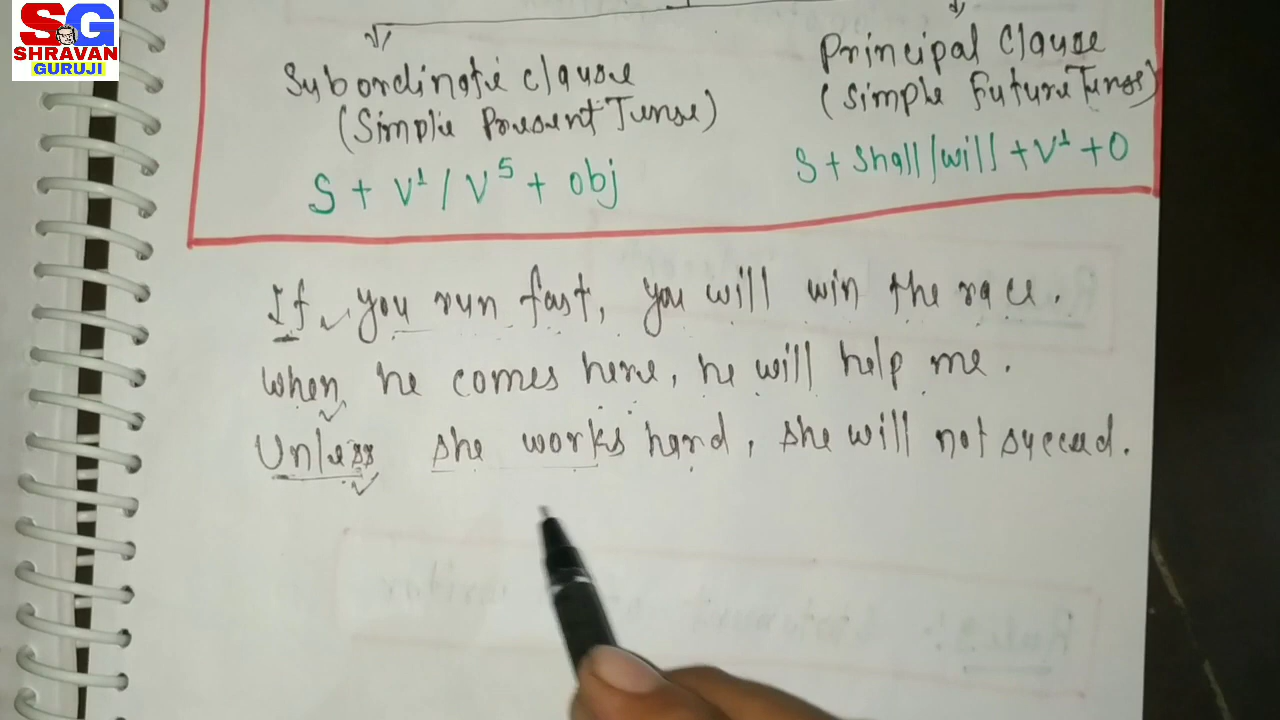 SG
SHRAVAN
GURUJI
Subordinate Clause
(Simple Present Tense)
S + V¹ / V⁵ + obj
Principal Clause
(Simple Future Tense)
S + shall/will + V¹ + O
If you run fast, you will win the race.
When he comes here, he will help me.
Unless she works hard, she will not succeed.